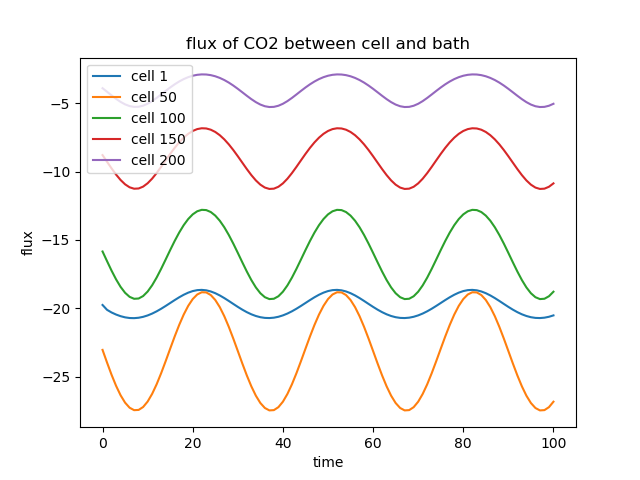 flux of CO2 between cell and bath
cell 1
cell 50
cell 100
cell 150
cell 200
flux
−5
−10
−15
−20
−25
0 20 40 60 80 100
time